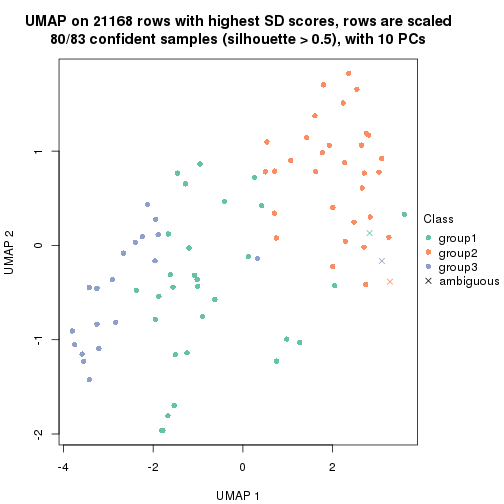 UMAP on 21168 rows with highest SD scores, rows are scaled
80/83 confident samples (silhouette > 0.5), with 10 PCs
1
0
-1
-2
UMAP 2
-4
-2
0
2
UMAP 1
Class
group1
group2
group3
ambiguous